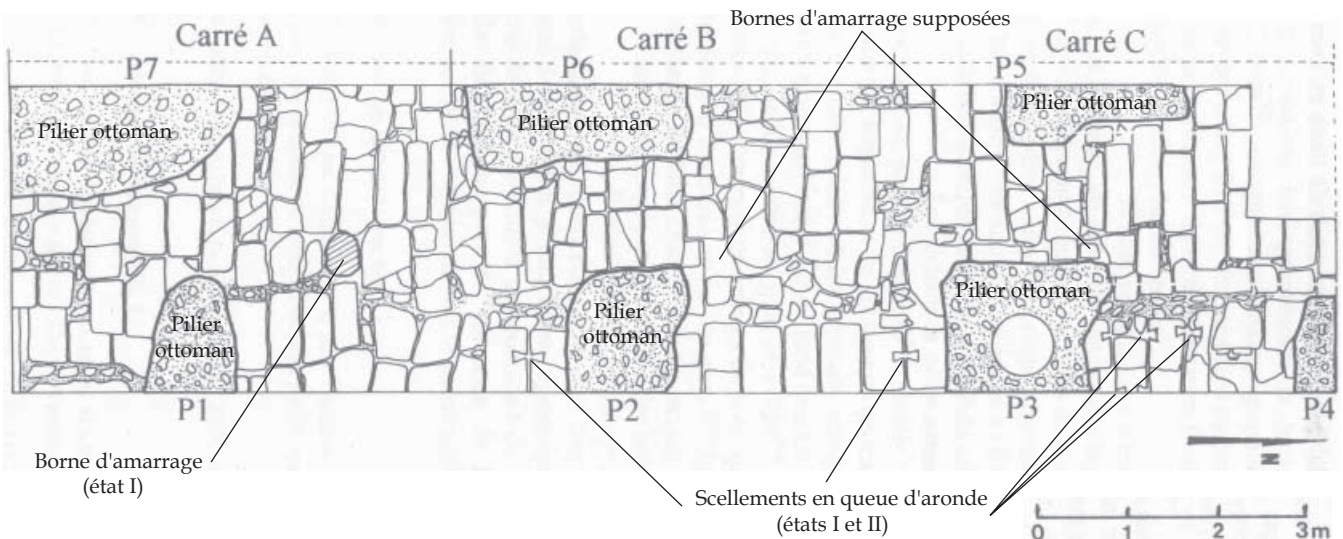 Bornes d'amarrage supposées
Carré A
Carré B
Carré C
P7
P6
P5
Pilier ottoman
Pilier ottoman
Pilier ottoman
Pilier
ottoman
Pilier
ottoman
Pilier ottoman
P1
P2
P3
P4
Borne d'amarrage
(état I)
Scellements en queue d'aronde
(états I et II)
N
0 1 2 3 m